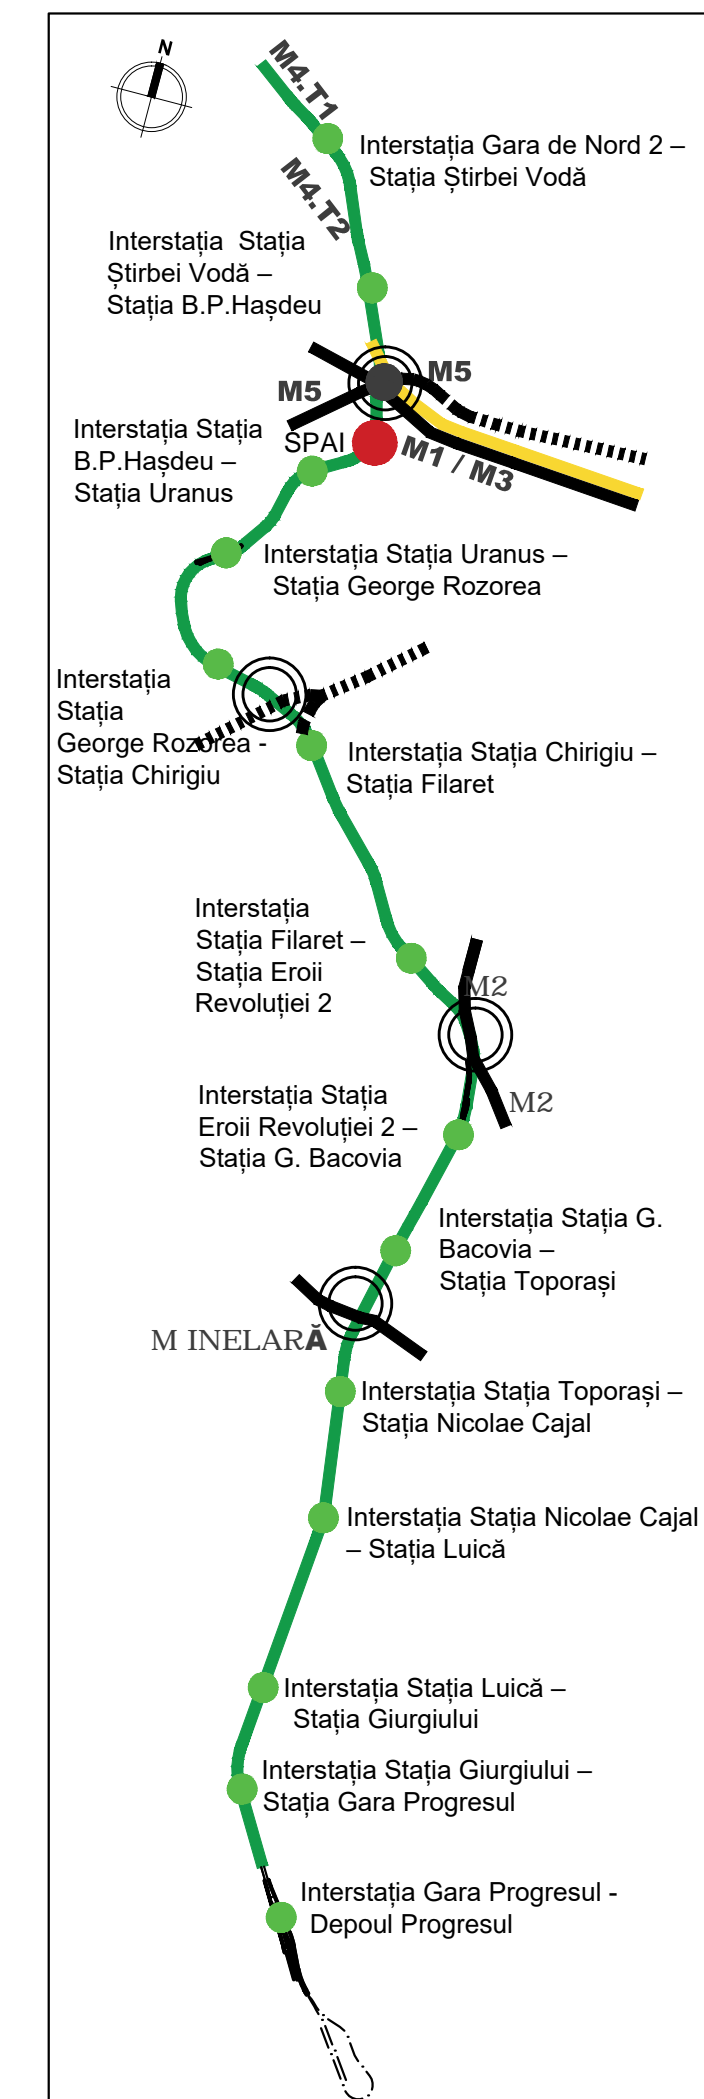 N
M4.T1
Interstația Gara de Nord 2 –
Stația Știrbei Vodă
M4.T2
Interstația Stația
Știrbei Vodă –
Stația B.P.Hașdeu
M5
M5
Interstația Stația
B.P.Hașdeu –
Stația Uranus
SPAI
M1 / M3
Interstația Stația Uranus –
Stația George Rozorea
Interstația
Stația
George Rozorea -
Stația Chirigiu
Interstația Stația Chirigiu –
Stația Filaret
Interstația
Stația Filaret –
Stația Eroii
Revoluției 2
M2
M2
Interstația Stația
Eroii Revoluției 2 –
Stația G. Bacovia
Interstația Stația G.
Bacovia –
Stația Toporași
M INELARĂ
Interstația Stația Toporași –
Stația Nicolae Cajal
Interstația Stația Nicolae Cajal
– Stația Luică
Interstația Stația Luică –
Stația Giurgiului
Interstația Stația Giurgiului –
Stația Gara Progresul
Interstația Gara Progresul -
Depoul Progresul